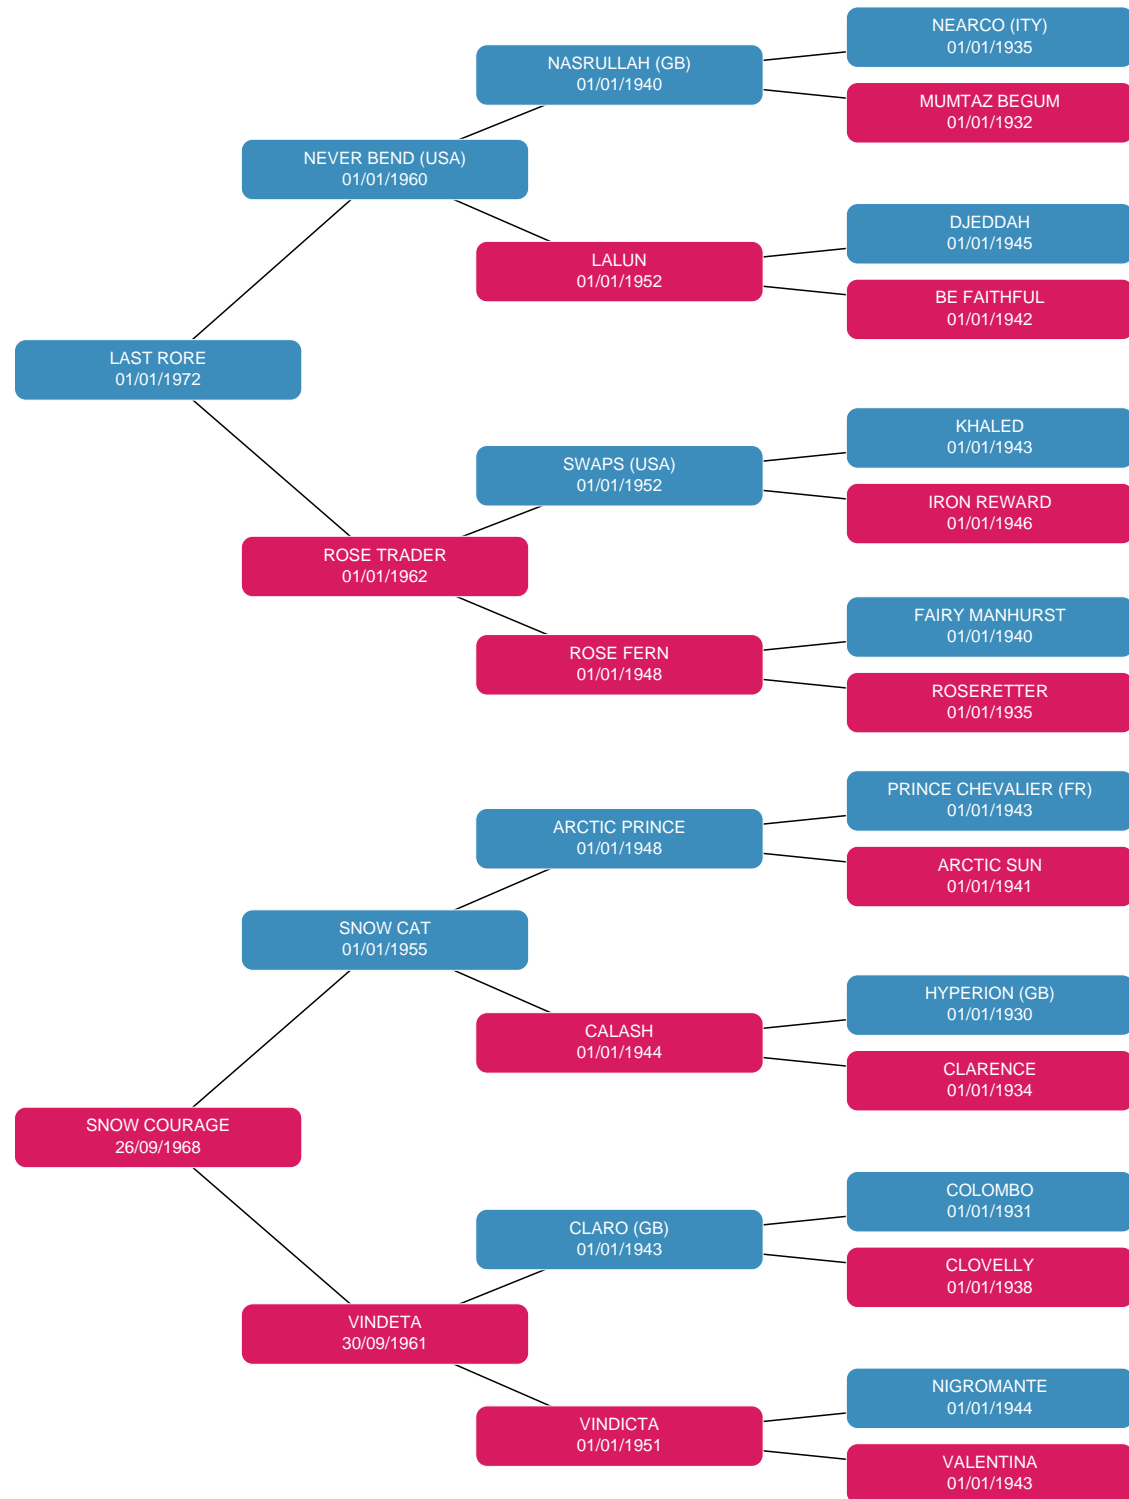 NEARCO (ITY)
01/01/1935
NASRULLAH (GB)
01/01/1940
MUMTAZ BEGUM
01/01/1932
NEVER BEND (USA)
01/01/1960
DJEDDAH
01/01/1945
LALUN
01/01/1952
BE FAITHFUL
01/01/1942
LAST RORE
01/01/1972
KHALED
01/01/1943
SWAPS (USA)
01/01/1952
IRON REWARD
01/01/1946
ROSE TRADER
01/01/1962
FAIRY MANHURST
01/01/1940
ROSE FERN
01/01/1948
ROSERETTER
01/01/1935
PRINCE CHEVALIER (FR)
01/01/1943
ARCTIC PRINCE
01/01/1948
ARCTIC SUN
01/01/1941
SNOW CAT
01/01/1955
HYPERION (GB)
01/01/1930
CALASH
01/01/1944
CLARENCE
01/01/1934
SNOW COURAGE
26/09/1968
COLOMBO
01/01/1931
CLARO (GB)
01/01/1943
CLOVELLY
01/01/1938
VINDETA
30/09/1961
NIGROMANTE
01/01/1944
VINDICTA
01/01/1951
VALENTINA
01/01/1943